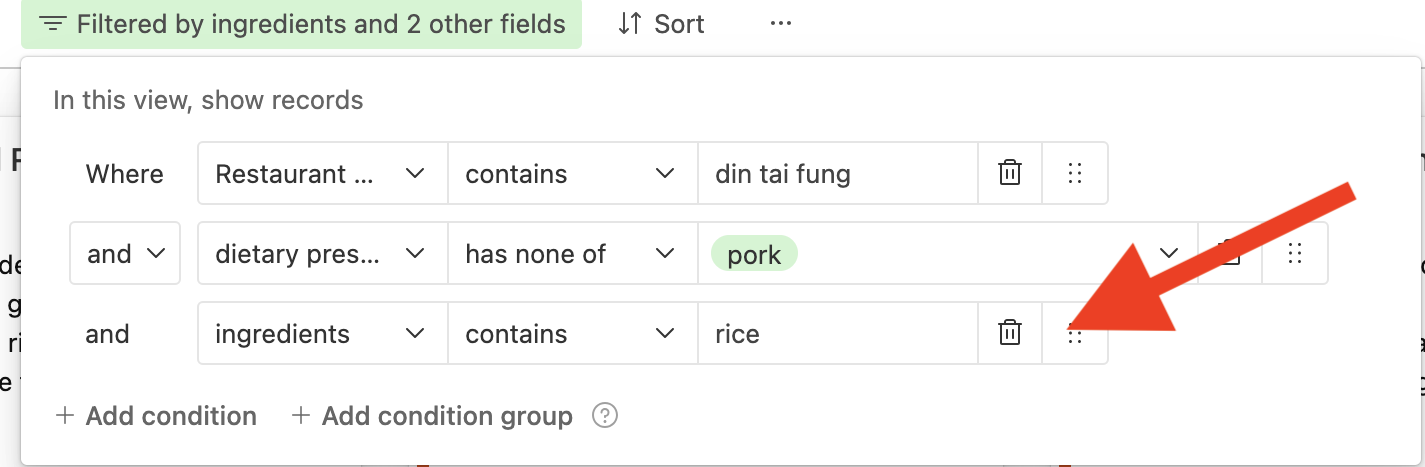 Filtered by ingredients and 2 other fields Sort ...
In this view, show records
Where Restaurant ... contains din tai fung
and dietary pres... has none of pork
and ingredients contains rice
+ Add condition + Add condition group ?